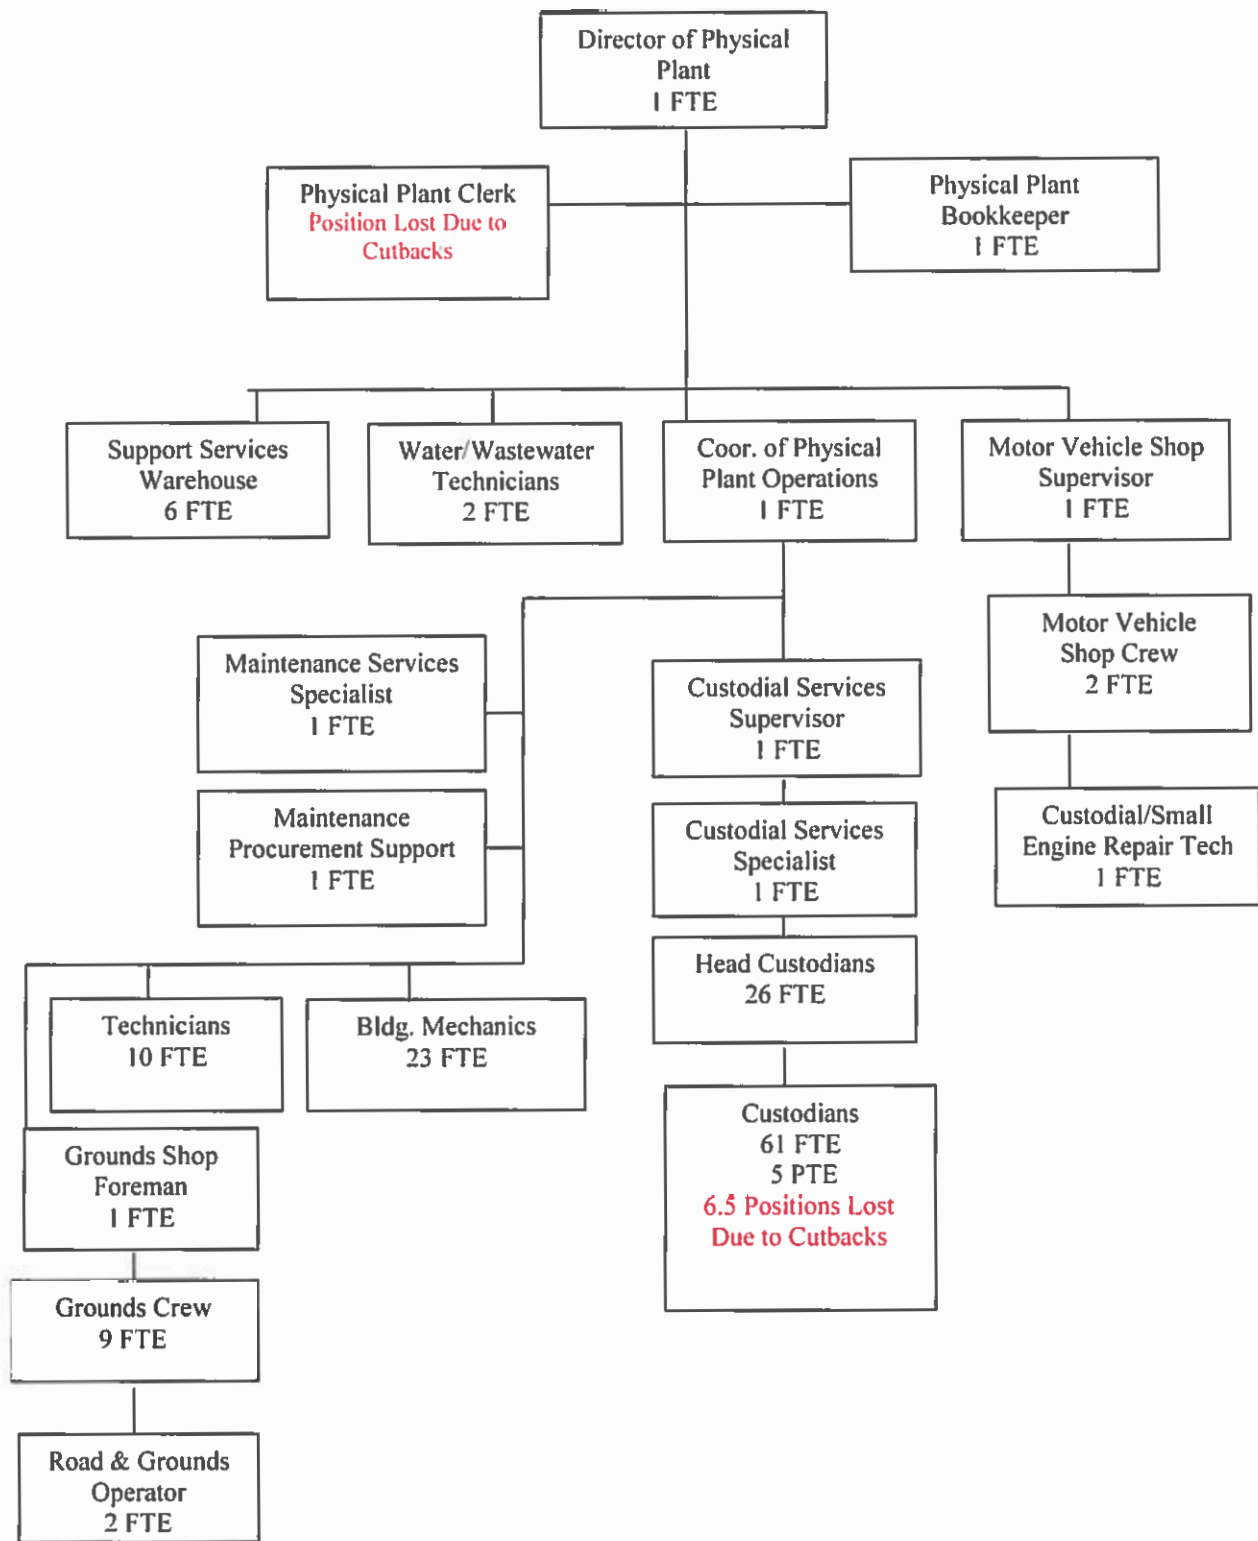 Director of Physical
Plant
1 FTE
Physical Plant Clerk
Position Lost Due to
Cutbacks
Physical Plant
Bookkeeper
1 FTE
Support Services
Warehouse
6 FTE
Water/Wastewater
Technicians
2 FTE
Coor. of Physical
Plant Operations
1 FTE
Motor Vehicle Shop
Supervisor
1 FTE
Motor Vehicle
Shop Crew
2 FTE
Maintenance Services
Specialist
1 FTE
Custodial Services
Supervisor
1 FTE
Maintenance
Procurement Support
1 FTE
Custodial Services
Specialist
1 FTE
Custodial/Small
Engine Repair Tech
1 FTE
Head Custodians
26 FTE
Technicians
10 FTE
Bldg. Mechanics
23 FTE
Custodians
61 FTE
5 PTE
6.5 Positions Lost
Due to Cutbacks
Grounds Shop
Foreman
1 FTE
Grounds Crew
9 FTE
Road & Grounds
Operator
2 FTE